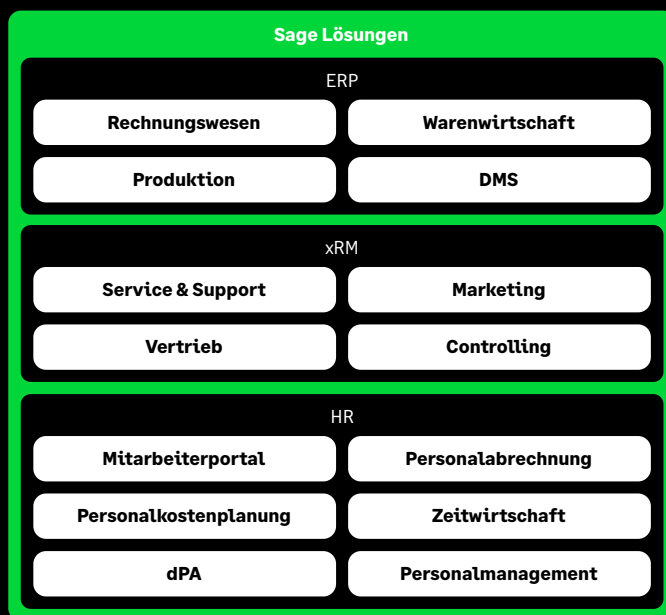 Sage Lösungen
ERP
Rechnungswesen Warenwirtschaft
Produktion DMS
xRM
Service & Support Marketing
Vertrieb Controlling
HR
Mitarbeiterportal Personalabrechnung
Personalkostenplanung Zeitwirtschaft
dPA Personalmanagement